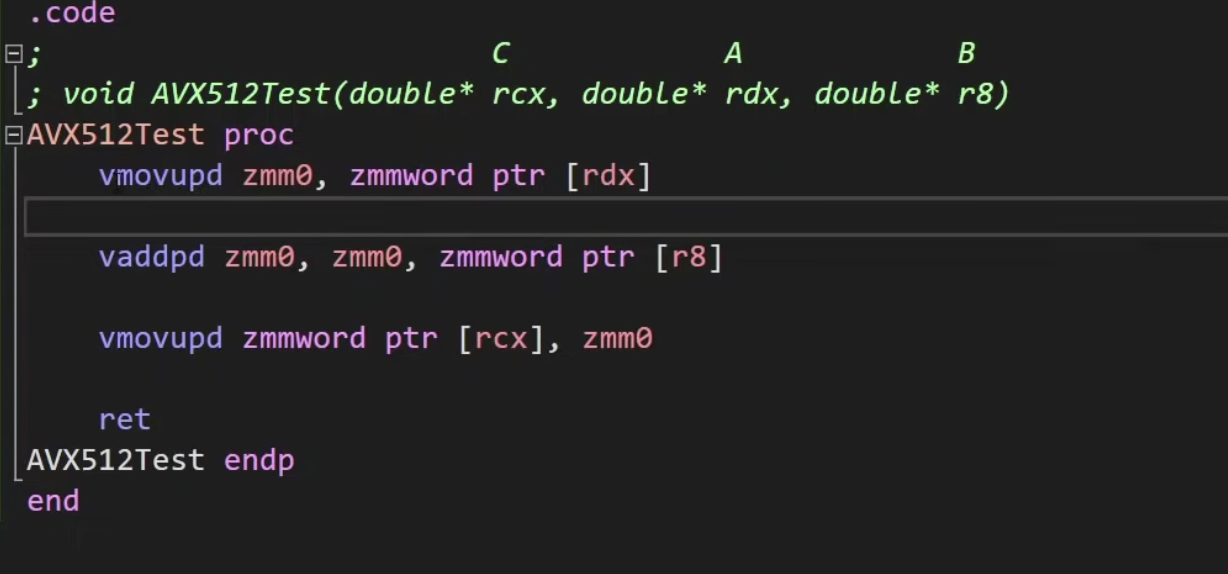 .code
; C A B
; void AVX512Test(double* rcx, double* rdx, double* r8)
AVX512Test proc
vmovupd zmm0, zmmword ptr [rdx]
vaddpd zmm0, zmm0, zmmword ptr [r8]
vmovupd zmmword ptr [rcx], zmm0
ret
AVX512Test endp
end